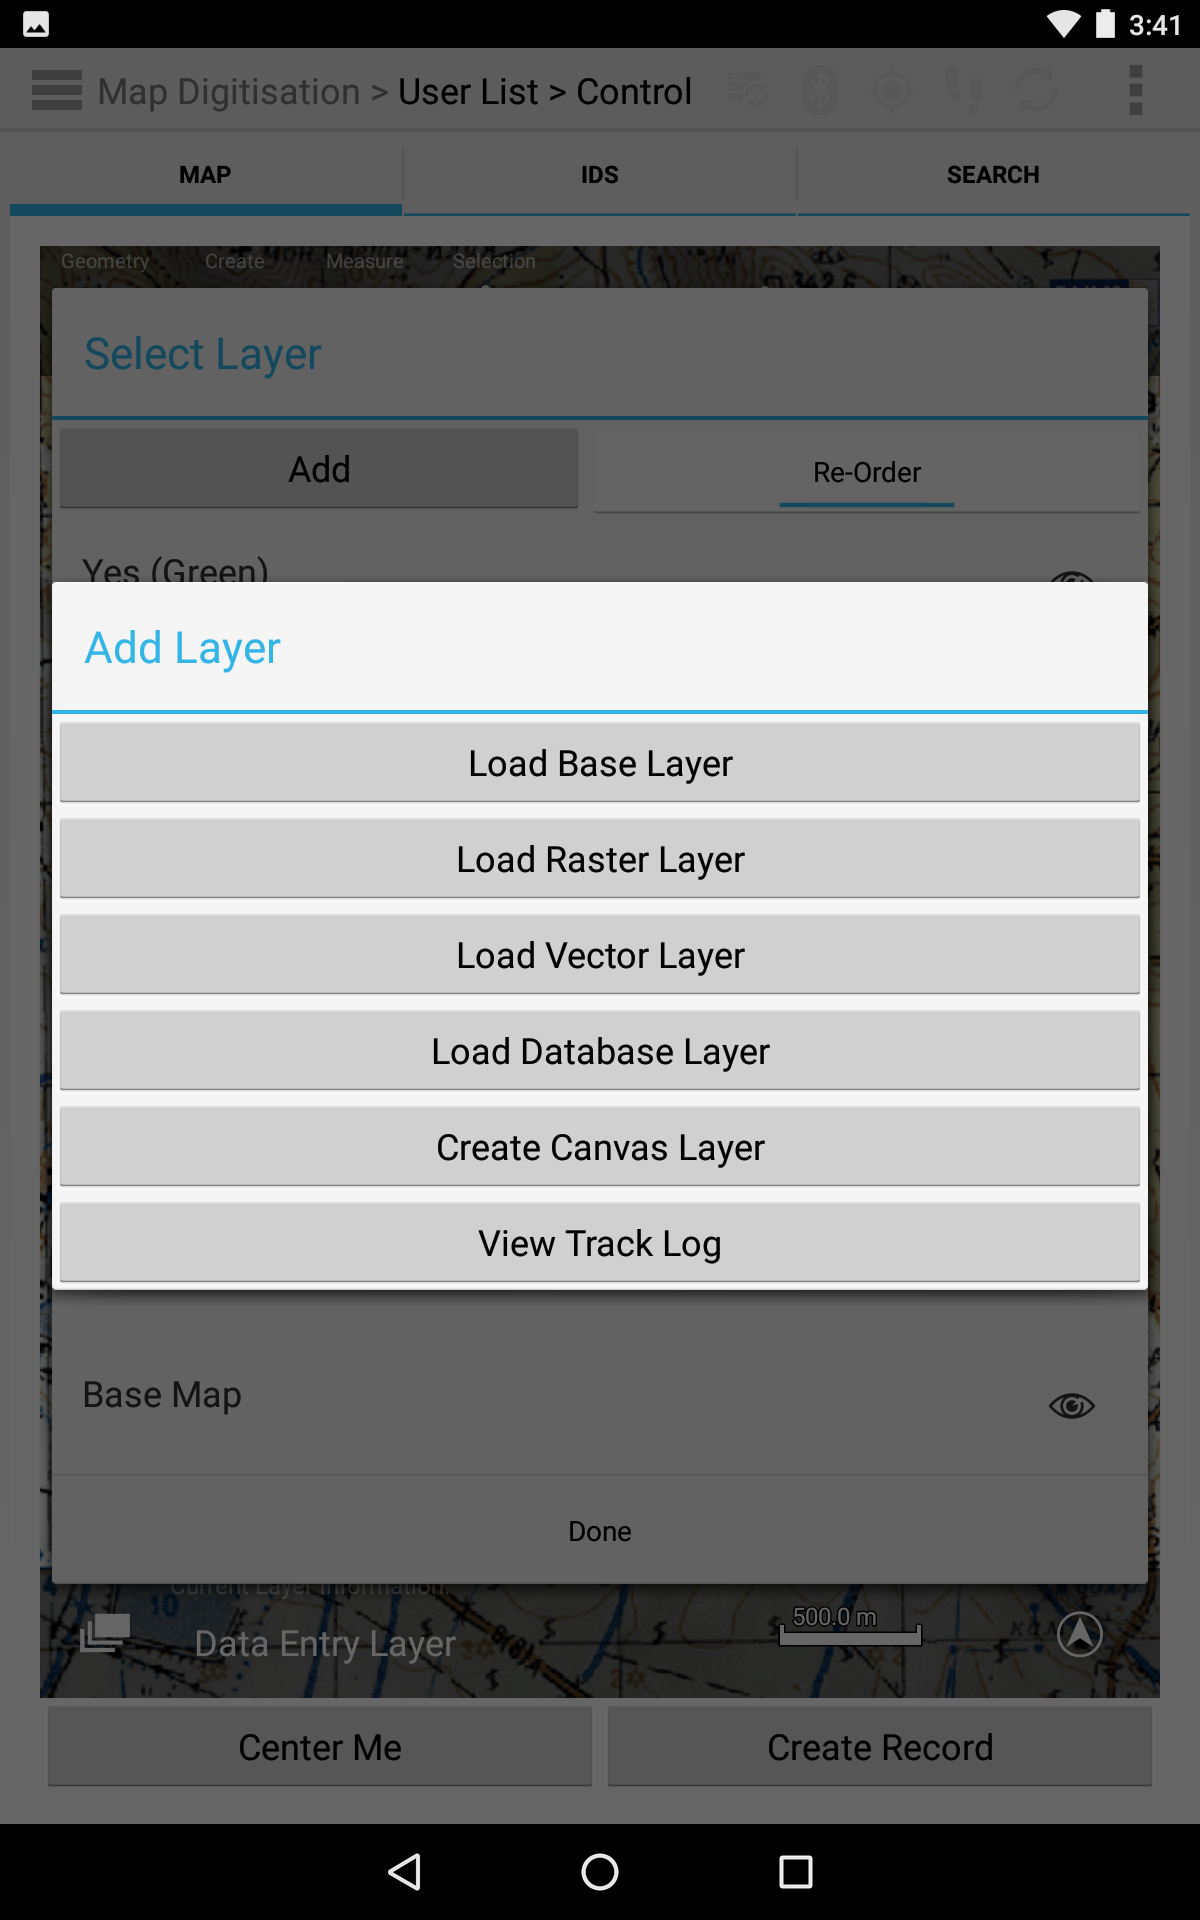 3:41
Map Digitisation > User List > Control
MAP IDS SEARCH
Geometry Create Measure Selection
Select Layer
Add Re-Order
Yes (Green)
Add Layer
Load Base Layer
Load Raster Layer
Load Vector Layer
Load Database Layer
Create Canvas Layer
View Track Log
Base Map
Done
Current Layer Information:
10
500.0 m
Data Entry Layer
Center Me Create Record